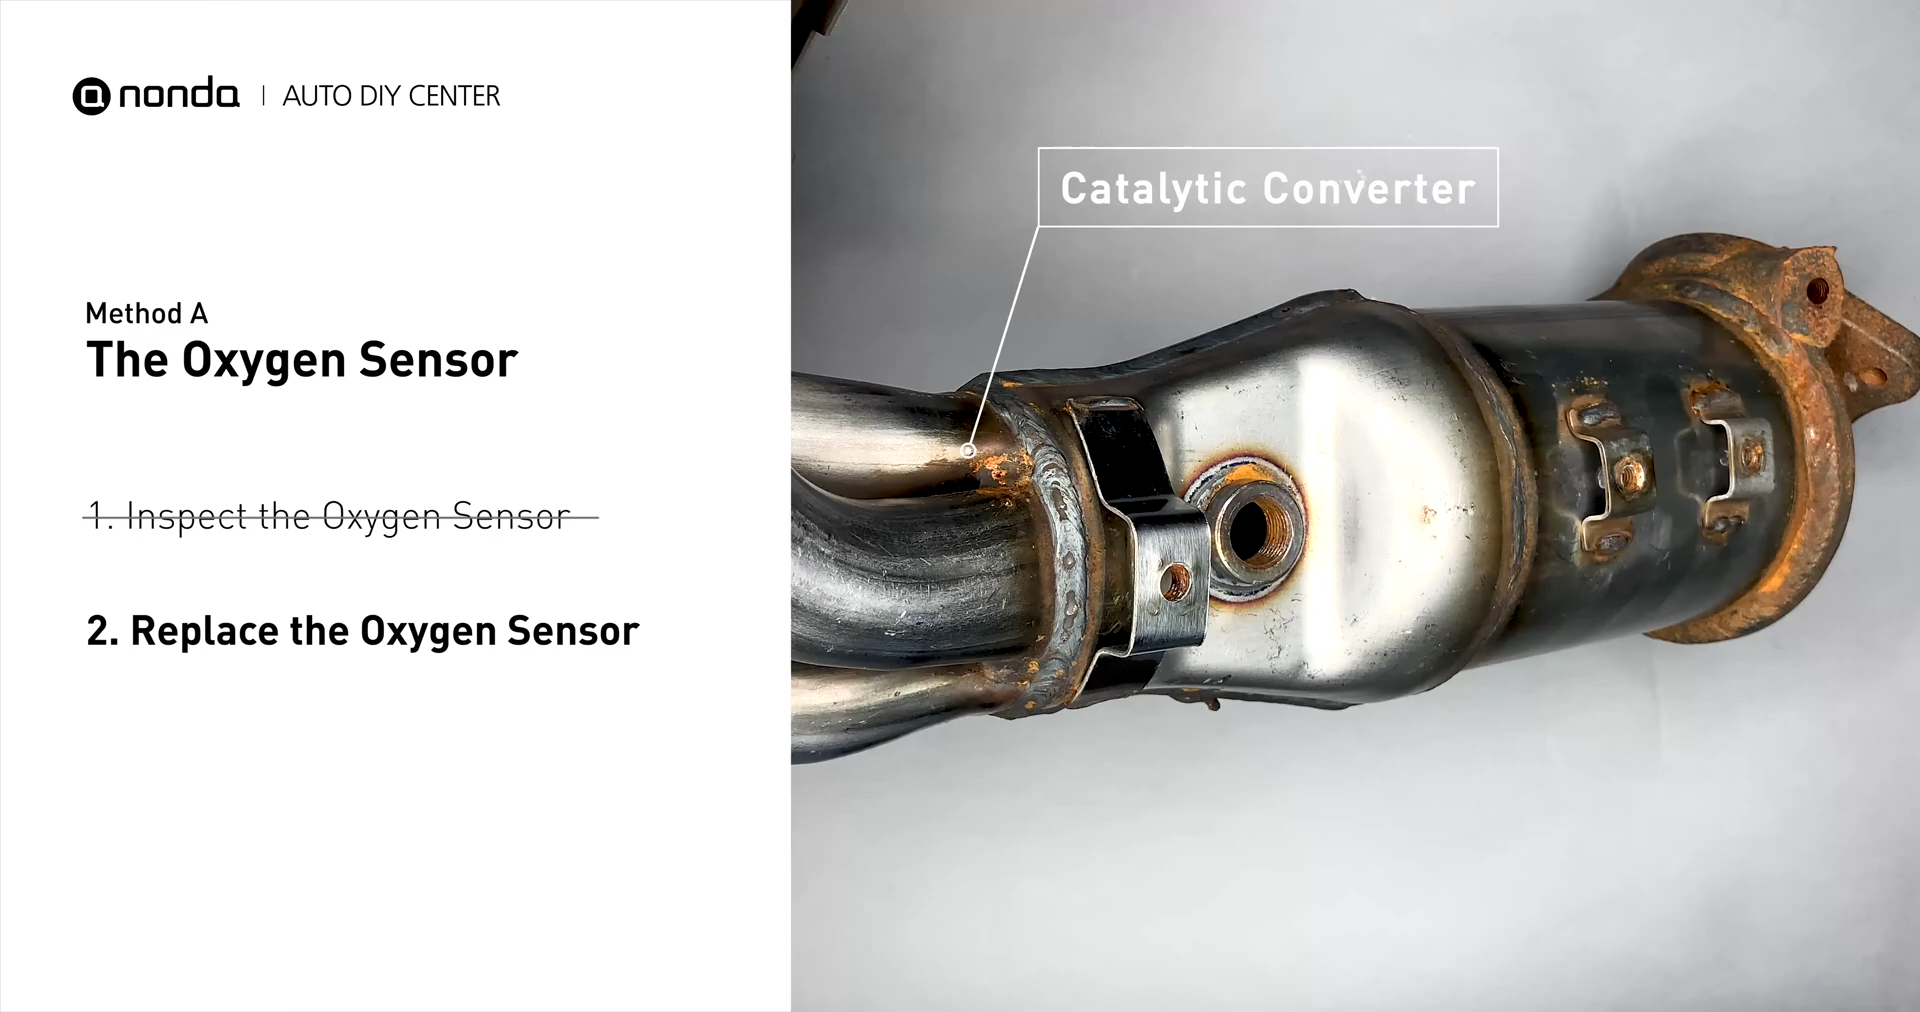 nonda | AUTO DIY CENTER
Method A
The Oxygen Sensor
1. Inspect the Oxygen Sensor
2. Replace the Oxygen Sensor
Catalytic Converter